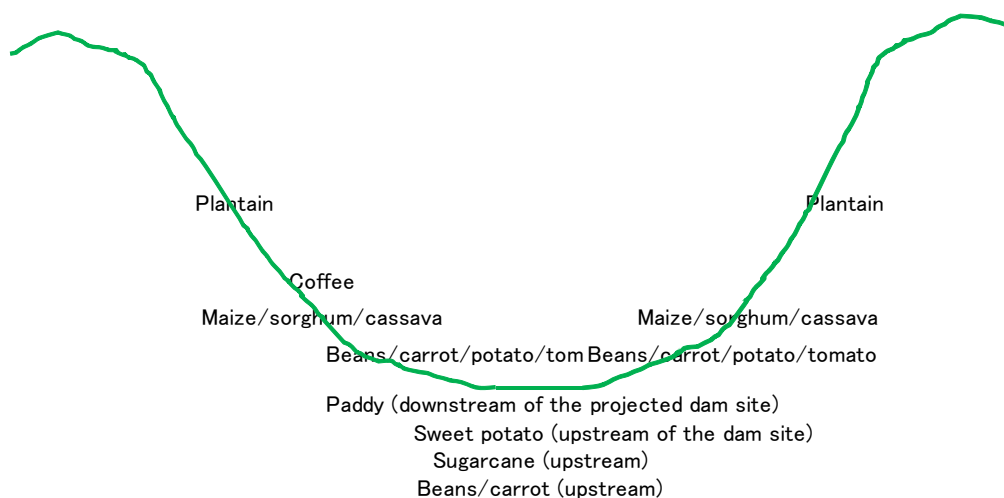 Plantain Plantain
Coffee
Maize/sorghum/cassava Maize/sorghum/cassava
Beans/carrot/potato/tom Beans/carrot/potato/tomato
Paddy (downstream of the projected dam site)
Sweet potato (upstream of the dam site)
Sugarcane (upstream)
Beans/carrot (upstream)